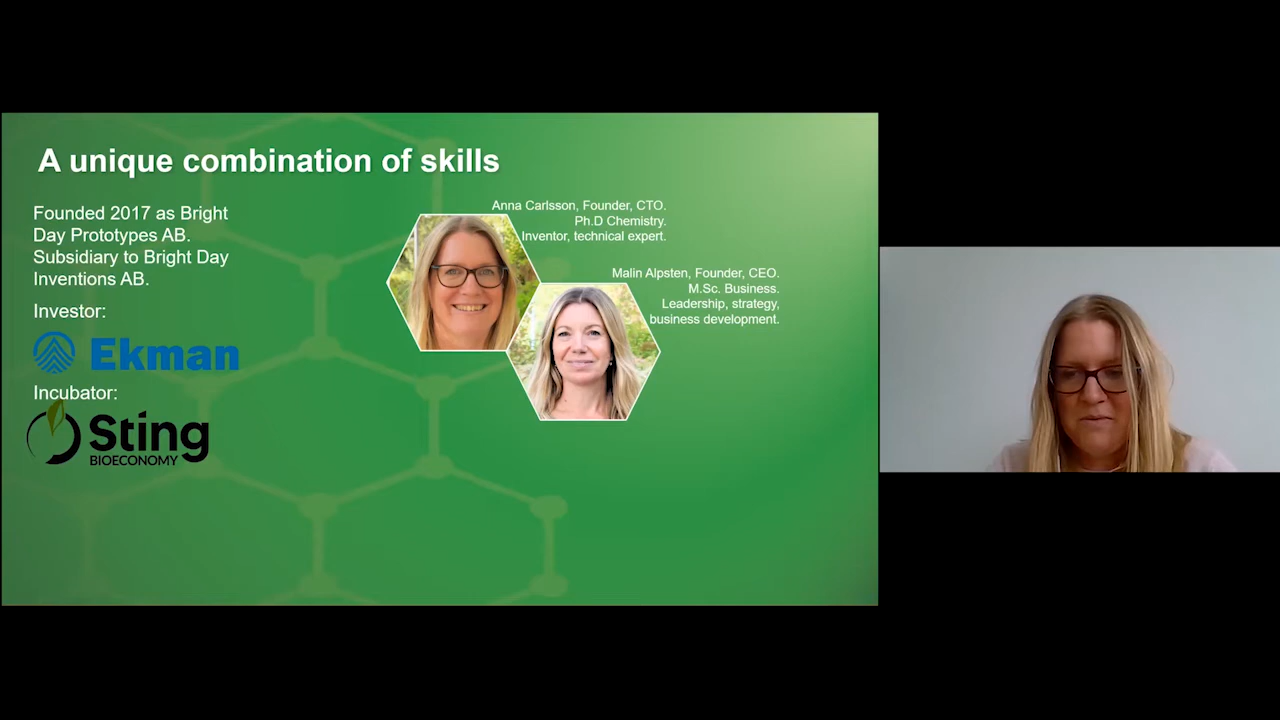 A unique combination of skills
Founded 2017 as Bright
Day Prototypes AB.
Subsidiary to Bright Day
Inventions AB.
Investor:
Ekman
Incubator:
Sting
BIOECONOMY
Anna Carlsson, Founder, CTO.
Ph.D Chemistry.
Inventor, technical expert.
Malin Alpsten, Founder, CEO.
M.Sc. Business.
Leadership, strategy,
business development.